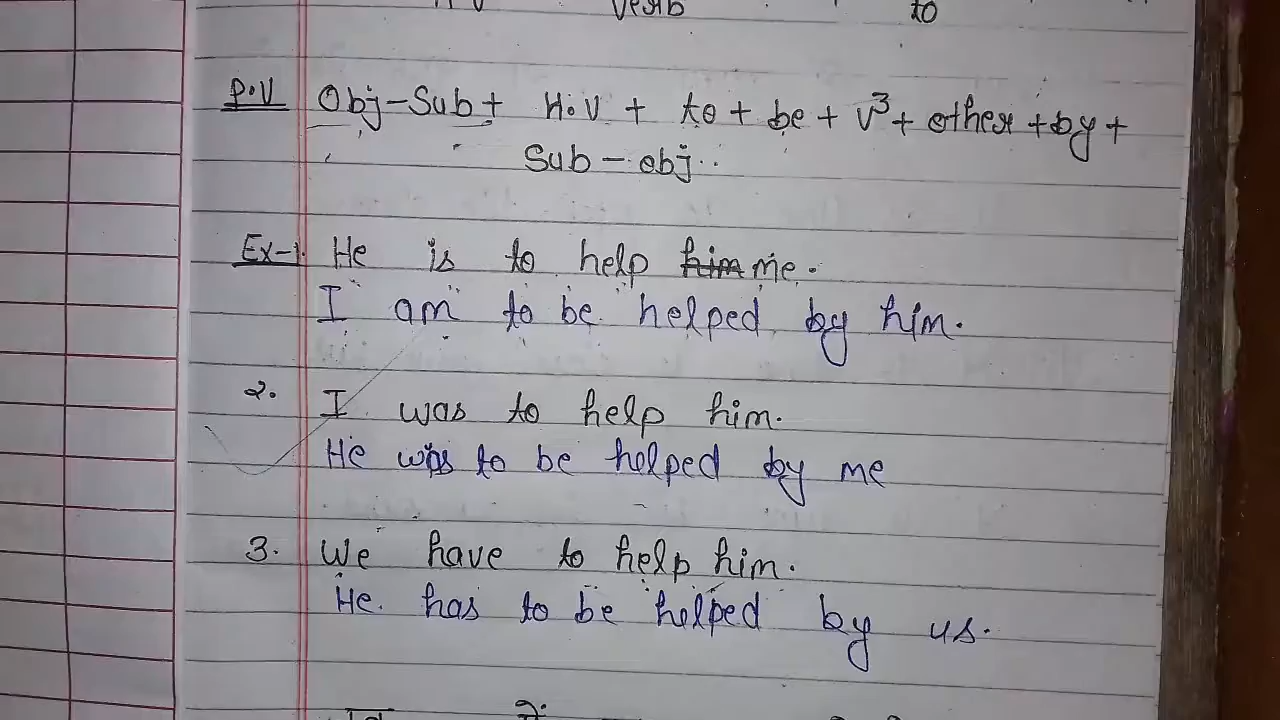 verb to
P.V Obj-Sub + H.V + to + be + V³ + other + by +
Sub - obj..
Ex-1. He is to help him me.
I am to be helped by him.
2. I was to help him.
He was to be helped by me
3. We have to help him.
He has to be helped by us.